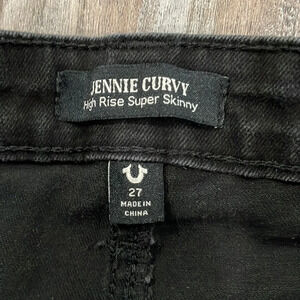 JENNIE CURVY
High Rise Super Skinny
27
MADE IN
CHINA